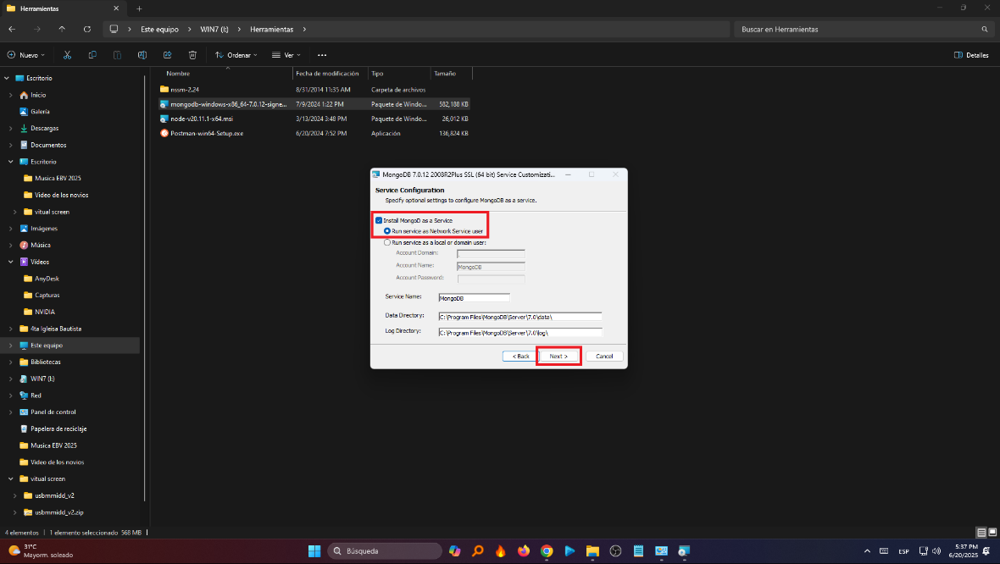 Herramientas
Este equipo
WIN7 (I:)
Herramientas
Buscar en Herramientas
Nuevo
Ordenar
Ver
Detalles
Nombre
Fecha de modificación
Tipo
Tamaño
nssm-2.24
8/31/2014 11:35 AM
Carpeta de archivos
mongodb-windows-x86_64-7.0.12-signe...
7/9/2024 1:22 PM
Paquete de Windo...
582,188 KB
node-v20.11.1-x64.msi
3/13/2024 3:48 PM
Paquete de Windo...
26,012 KB
Postman-win64-Setup.exe
6/20/2024 7:52 PM
Aplicación
136,824 KB
Escritorio
Inicio
Galería
Descargas
Documentos
Escritorio
Musica EBV 2025
Video de los novios
vitual screen
Imágenes
Música
Vídeos
AnyDesk
Capturas
NVIDIA
4ta Igleisa Bautista
Este equipo
Bibliotecas
WIN7 (I:)
Red
Panel de control
Papelera de reciclaje
Musica EBV 2025
Video de los novios
vitual screen
usbmmidd_v2
usbmmidd_v2.zip
MongoDB 7.0.12 2008R2Plus SSL (64 bit) Service Customizati...
Service Configuration
Specify optional settings to configure MongoDB as a service.
Install MongoD as a Service
Run service as Network Service user
Run service as a local or domain user:
Account Domain:
Account Name:
MongoDB
Account Password:
Service Name:
MongoDB
Data Directory:
C:\Program Files\MongoDB\Server\7.0\data\
Log Directory:
C:\Program Files\MongoDB\Server\7.0\log\
< Back
Next >
Cancel
4 elementos
1 elemento seleccionado 568 MB
31°C
Mayorm. soleado
Búsqueda
ESP
5:37 PM
6/20/2025